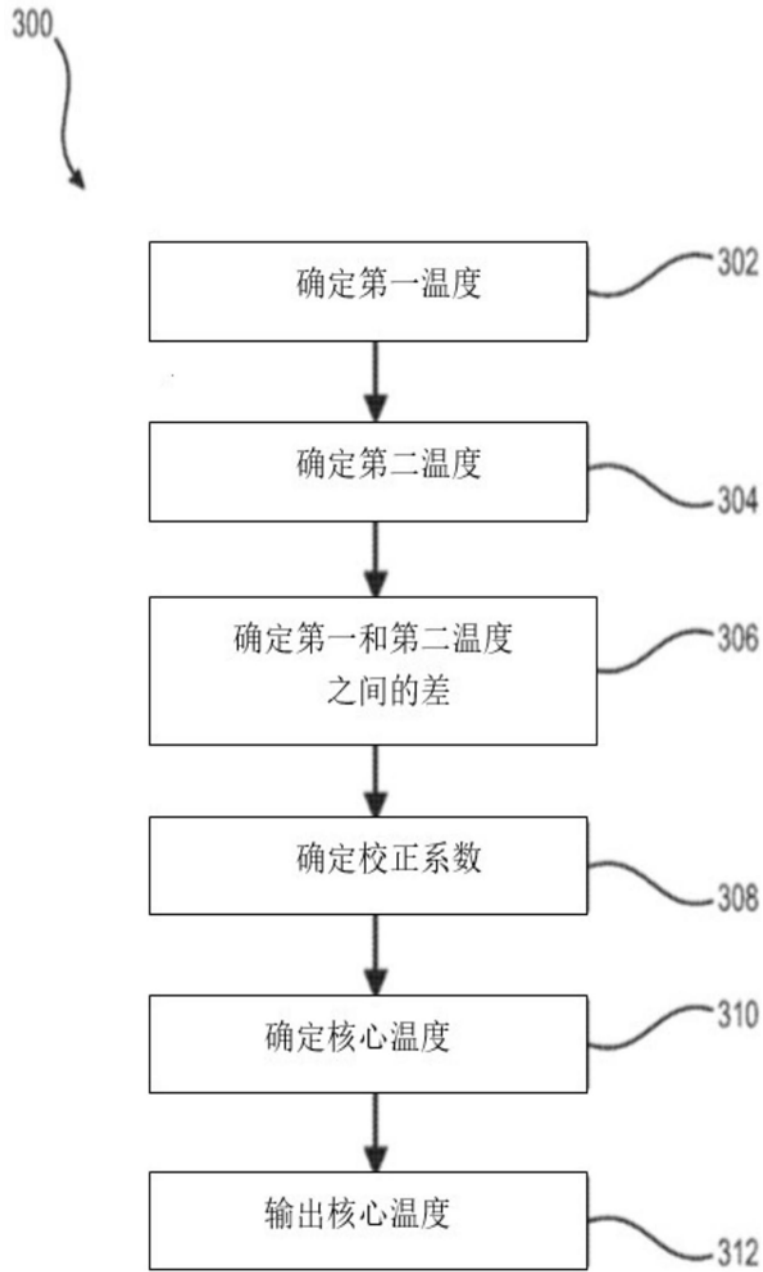 300
确定第一温度
302
确定第二温度
304
确定第一和第二温度
之间的差
306
确定校正系数
308
确定核心温度
310
输出核心温度
312